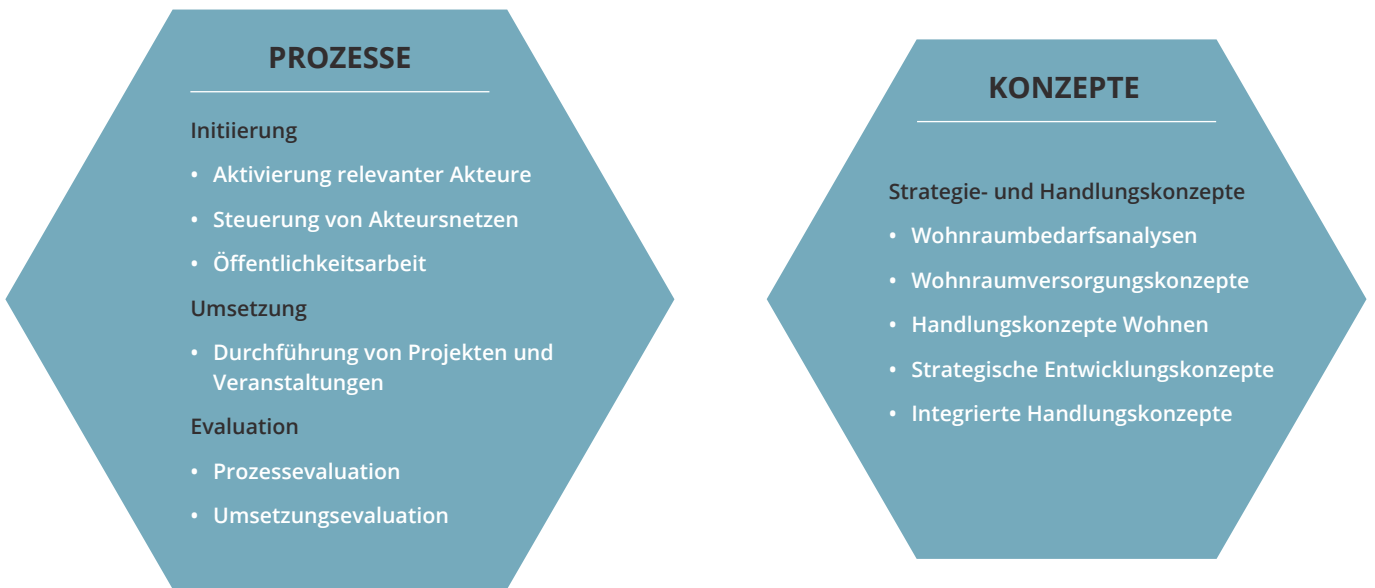 PROZESSE
Initiierung
• Aktivierung relevanter Akteure
• Steuerung von Akteursnetzen
• Öffentlichkeitsarbeit
Umsetzung
• Durchführung von Projekten und
Veranstaltungen
Evaluation
• Prozessevaluation
• Umsetzungsevaluation
KONZEPTE
Strategie- und Handlungskonzepte
• Wohnraumbedarfsanalysen
• Wohnraumversorgungskonzepte
• Handlungskonzepte Wohnen
• Strategische Entwicklungskonzepte
• Integrierte Handlungskonzepte